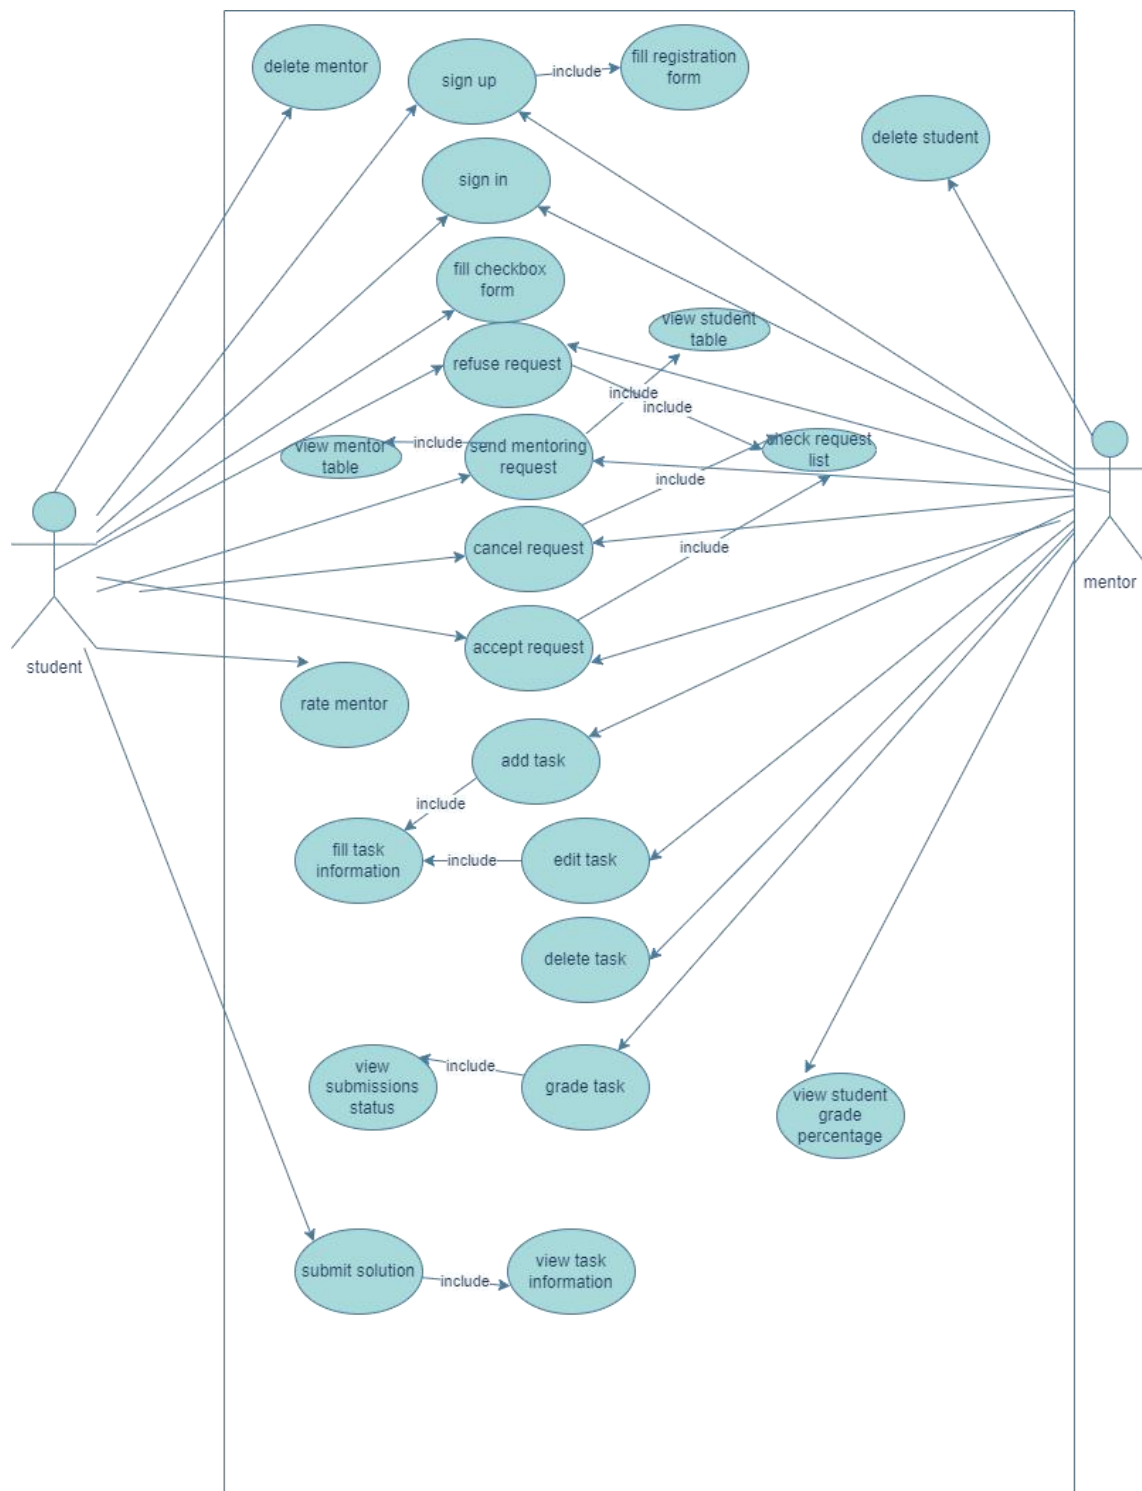 delete mentor
sign up
include
fill registration
form
delete student
sign in
fill checkbox
form
view student
table
refuse request
include
include
view mentor
table
include
send mentoring
request
check request
list
include
cancel request
include
accept request
mentor
student
rate mentor
add task
include
fill task
information
include
edit task
delete task
view
submissions
status
include
grade task
view student
grade
percentage
submit solution
include
view task
information